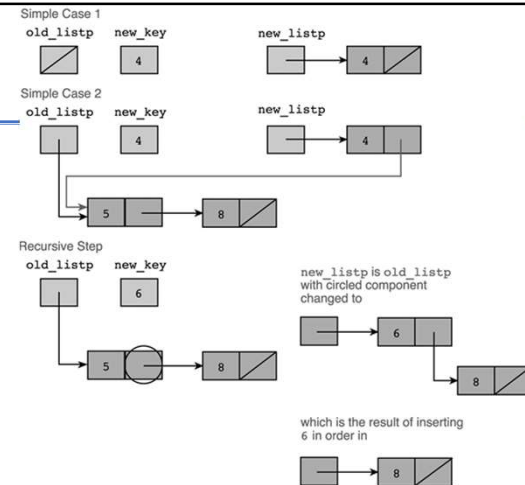 Simple Case 1
old_listp new_key new_listp
4 4
Simple Case 2
old_listp new_key new_listp
4 4
5 8
Recursive Step
old_listp new_key
6
5 8
new_listp is old_listp
with circled component
changed to
6
8
which is the result of inserting
6 in order in
8